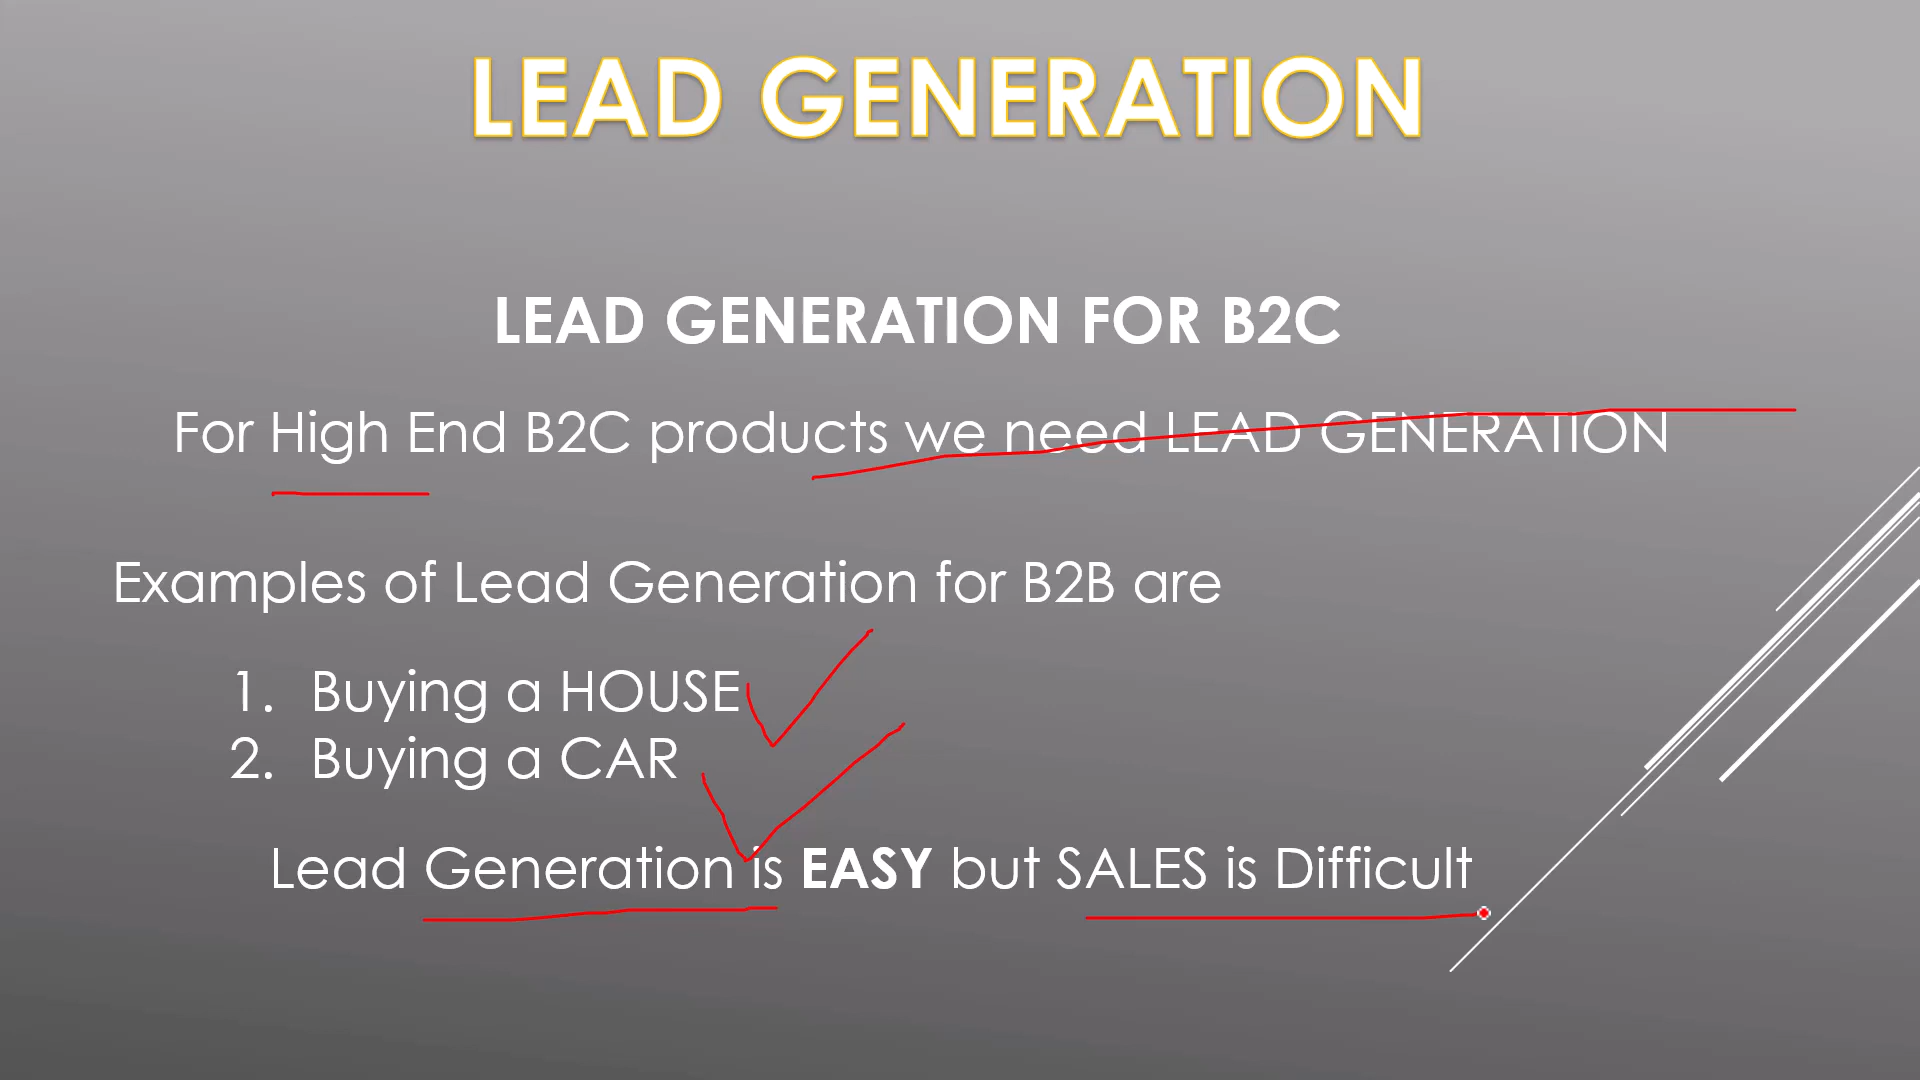 LEAD GENERATION
LEAD GENERATION FOR B2C
For High End B2C products we need LEAD GENERATION
Examples of Lead Generation for B2B are
1. Buying a HOUSE
2. Buying a CAR
Lead Generation is EASY but SALES is Difficult